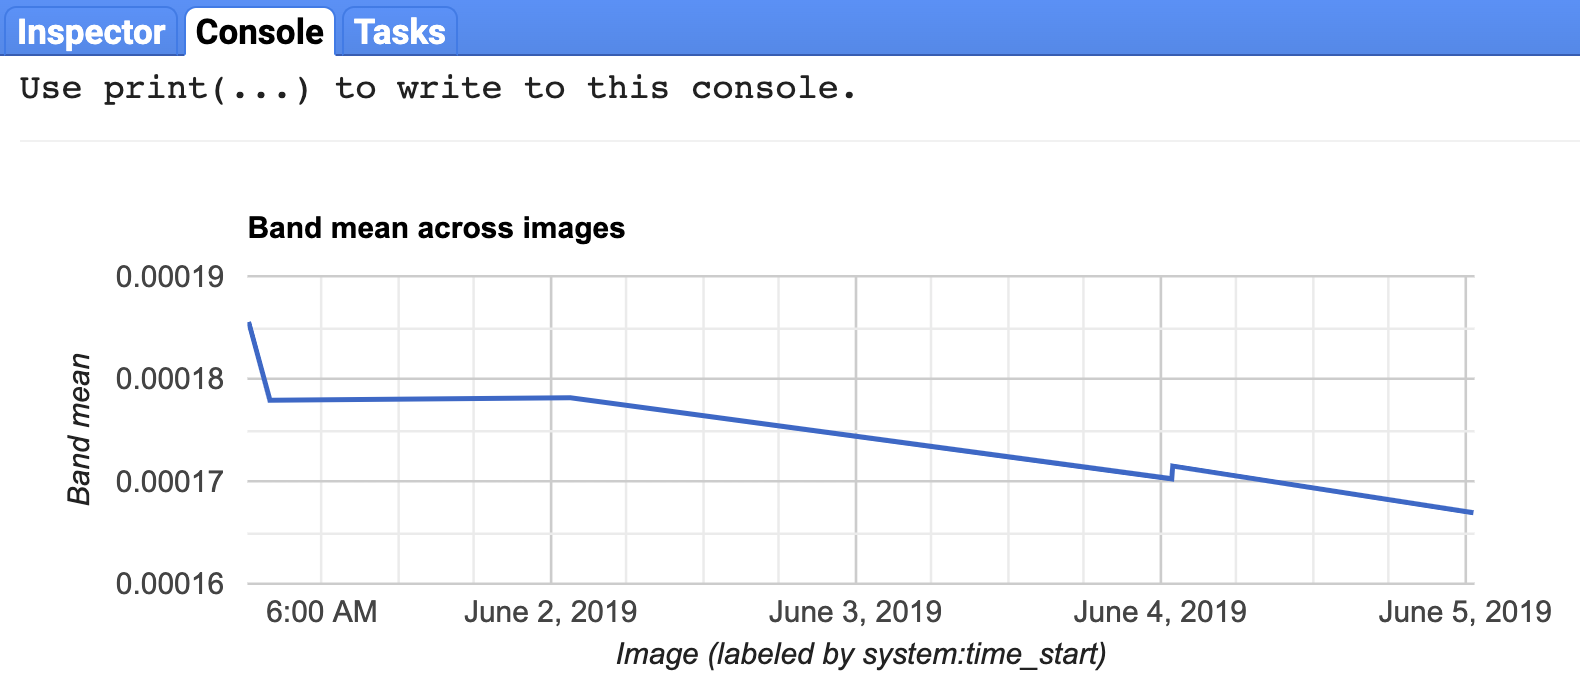 Inspector Console Tasks
Use print(...) to write to this console.
Band mean across images
0.00019
0.00018
0.00017
0.00016
Band mean
6:00 AM June 2, 2019 June 3, 2019 June 4, 2019 June 5, 2019
Image (labeled by system:time_start)